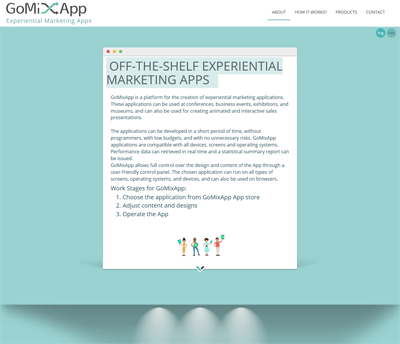 GoMixApp
Experiential Marketing Apps
ABOUT HOW IT WORKS? PRODUCTS CONTACT
OFF-THE-SHELF EXPERIENTIAL
MARKETING APPS
GoMixApp is a platform for the creation of experiential marketing applications.
These applications can be used at conferences, business events, exhibitions, and
museums, and can also be used for creating animated and interactive sales
presentations.
The applications can be developed in a short period of time, without
programmers, with low budgets, and with no unnecessary risks. GoMixApp
applications are compatible with all devices, screens and operating systems.
Performance data can retrieved in real time and a statistical summary report can
be issued.
GoMixApp allows full control over the design and content of the App through a
user-friendly control panel. The chosen application can run on all types of
screens, operating systems, and devices, and can also be used on browsers.
Work Stages for GoMixApp:
1. Choose the application from GoMixApp App store
2. Adjust content and designs
3. Operate the App